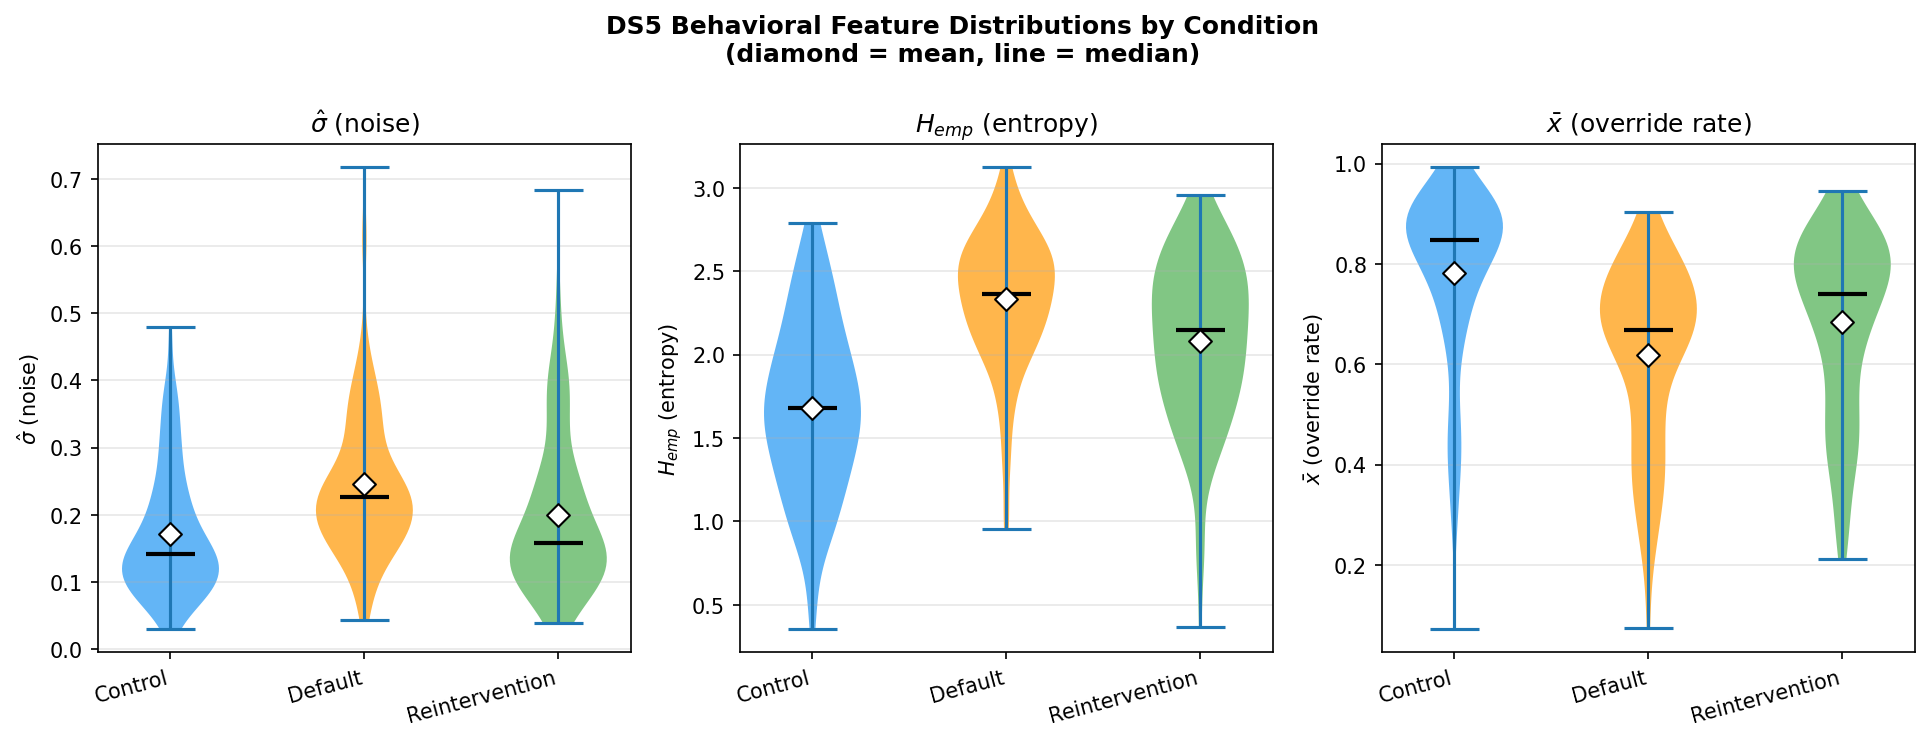 DS5 Behavioral Feature Distributions by Condition
(diamond = mean, line = median)
σ̂ (noise)
σ̂ (noise)
0.7
0.6
0.5
0.4
0.3
0.2
0.1
0.0
Control
Default
Reintervention
H_emp (entropy)
H_emp (entropy)
3.0
2.5
2.0
1.5
1.0
0.5
Control
Default
Reintervention
x̄ (override rate)
x̄ (override rate)
1.0
0.8
0.6
0.4
0.2
Control
Default
Reintervention